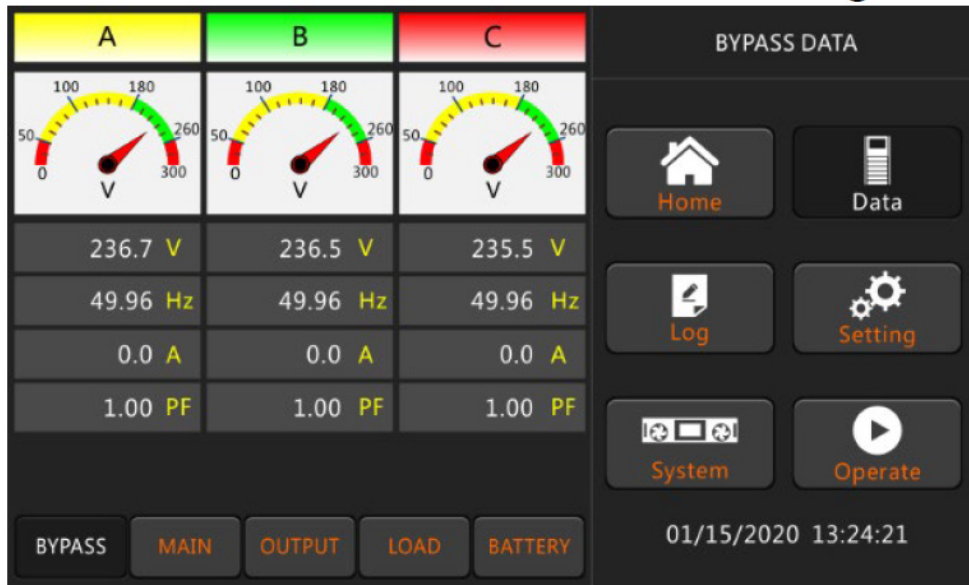 A B C
BYPASS DATA
100 180
50 260
0 300
V
100 180
50 260
0 300
V
100 180
50 260
0 300
V
236.7 V 236.5 V 235.5 V
49.96 Hz 49.96 Hz 49.96 Hz
0.0 A 0.0 A 0.0 A
1.00 PF 1.00 PF 1.00 PF
BYPASS MAIN OUTPUT LOAD BATTERY
Home Data
Log Setting
System Operate
01/15/2020 13:24:21